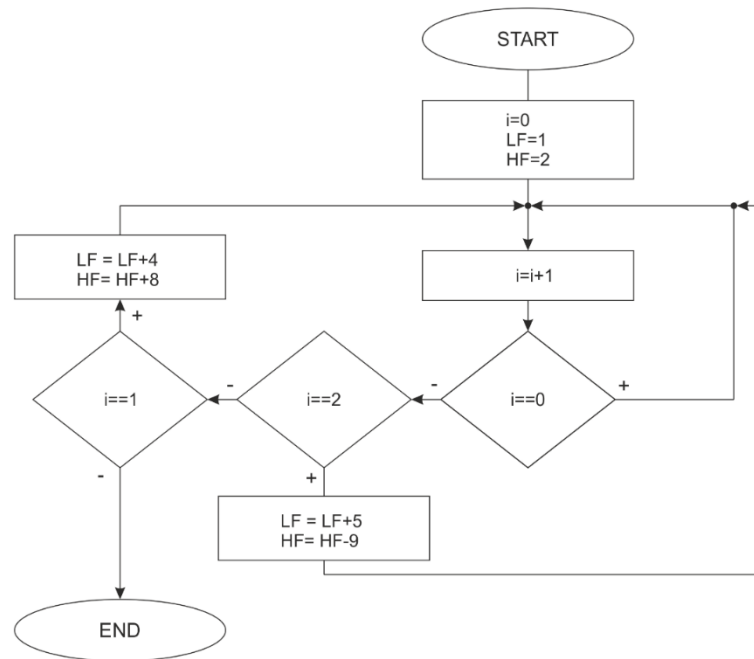 START
i=0
LF=1
HF=2
LF = LF+4
HF= HF+8
i=i+1
+
i==1
-
i==2
-
i==0
+
-
+
LF = LF+5
HF= HF-9
END